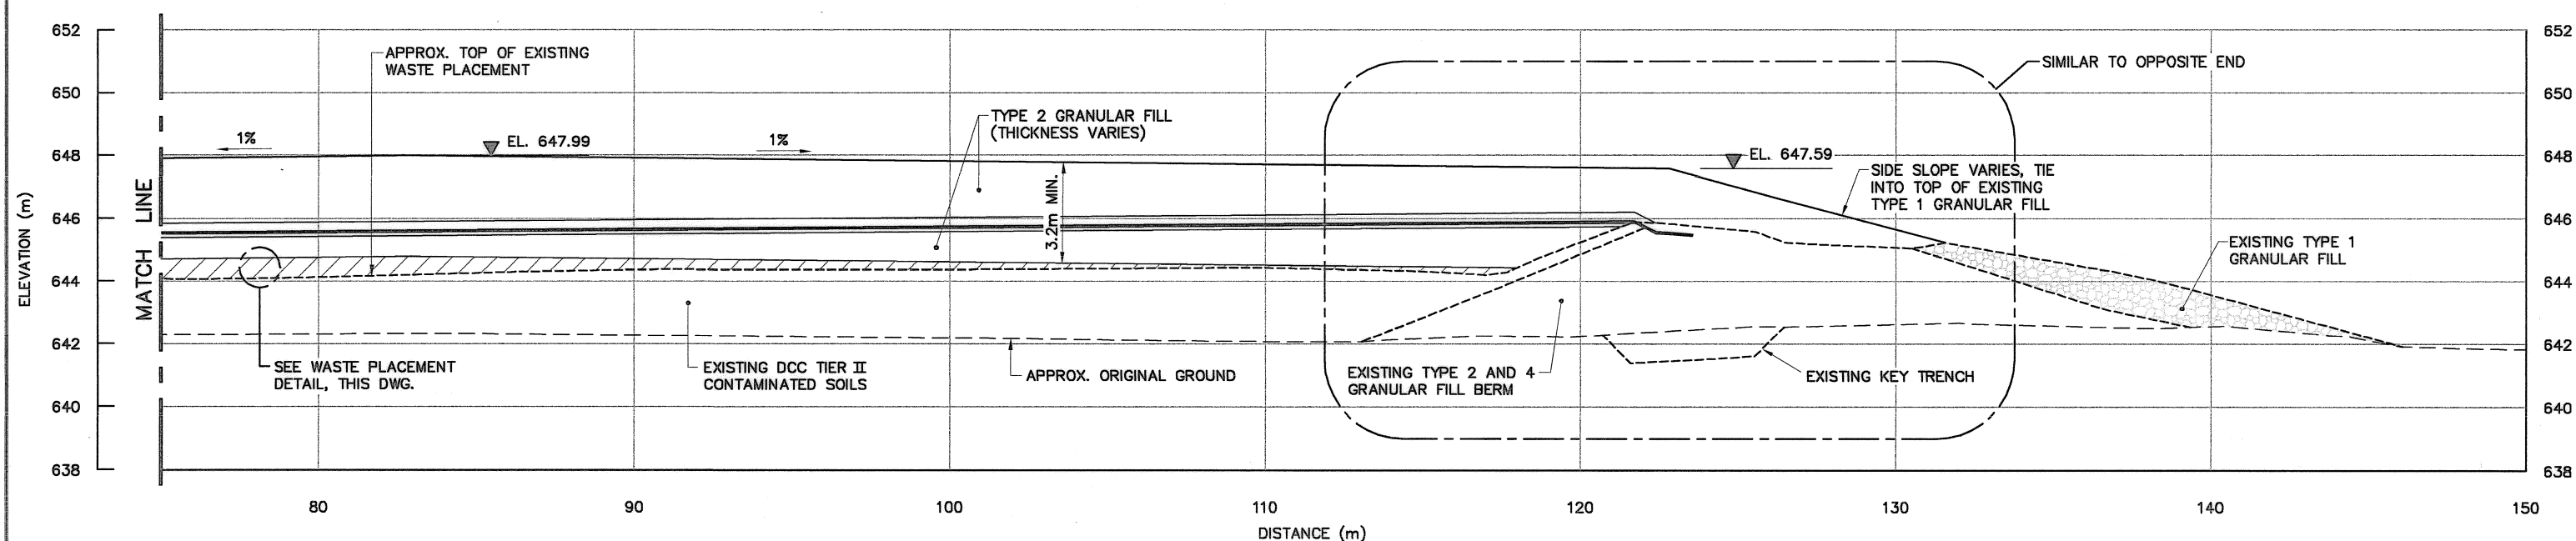 652
650
648
646
644
642
640
638
ELEVATION (m)
MATCH LINE
APPROX. TOP OF EXISTING
WASTE PLACEMENT
1%
EL. 647.99
1%
TYPE 2 GRANULAR FILL
(THICKNESS VARIES)
3.2m MIN.
SIMILAR TO OPPOSITE END
EL. 647.59
SIDE SLOPE VARIES, TIE
INTO TOP OF EXISTING
TYPE 1 GRANULAR FILL
EXISTING TYPE 1
GRANULAR FILL
SEE WASTE PLACEMENT
DETAIL, THIS DWG.
EXISTING DCC TIER II
CONTAMINATED SOILS
APPROX. ORIGINAL GROUND
EXISTING TYPE 2 AND 4
GRANULAR FILL BERM
EXISTING KEY TRENCH
652
650
648
646
644
642
640
638
80
90
100
110
120
130
140
150
DISTANCE (m)